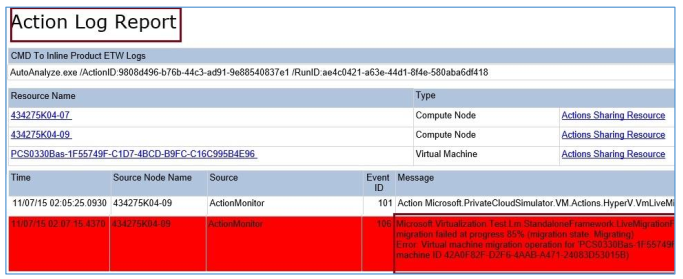 Action Log Report
CMD To Inline Product ETW Logs
AutoAnalyze.exe /ActionID:9808d496-b76b-44c3-ad91-9e88540837e1 /RunID:ae4c0421-a63e-44d1-8f4e-580aba6df418
Resource Name Type
434275K04-07 Compute Node Actions Sharing Resource
434275K04-09 Compute Node Actions Sharing Resource
PCS0330Bas-1F55749F-C1D7-4BCD-B9FC-C16C995B4E96 Virtual Machine Actions Sharing Resource
Time Source Node Name Source Event Message
ID
11/07/15 02:05:25.0930 434275K04-09 ActionMonitor 101 Action Microsoft.PrivateCloudSimulator.VM.Actions.HyperV.VmLiveMi
11/07/15 02:07:15.4370 434275K04-09 ActionMonitor 106 Microsoft.Virtualization.Test.Lm.StandaloneFramework.LiveMigrationF
migration failed at progress 85% (migration state: Migrating)
Error: Virtual machine migration operation for 'PCS0330Bas-1F55749F
machine ID 42A0F82F-D2F6-4AAB-A471-24083D53015B)